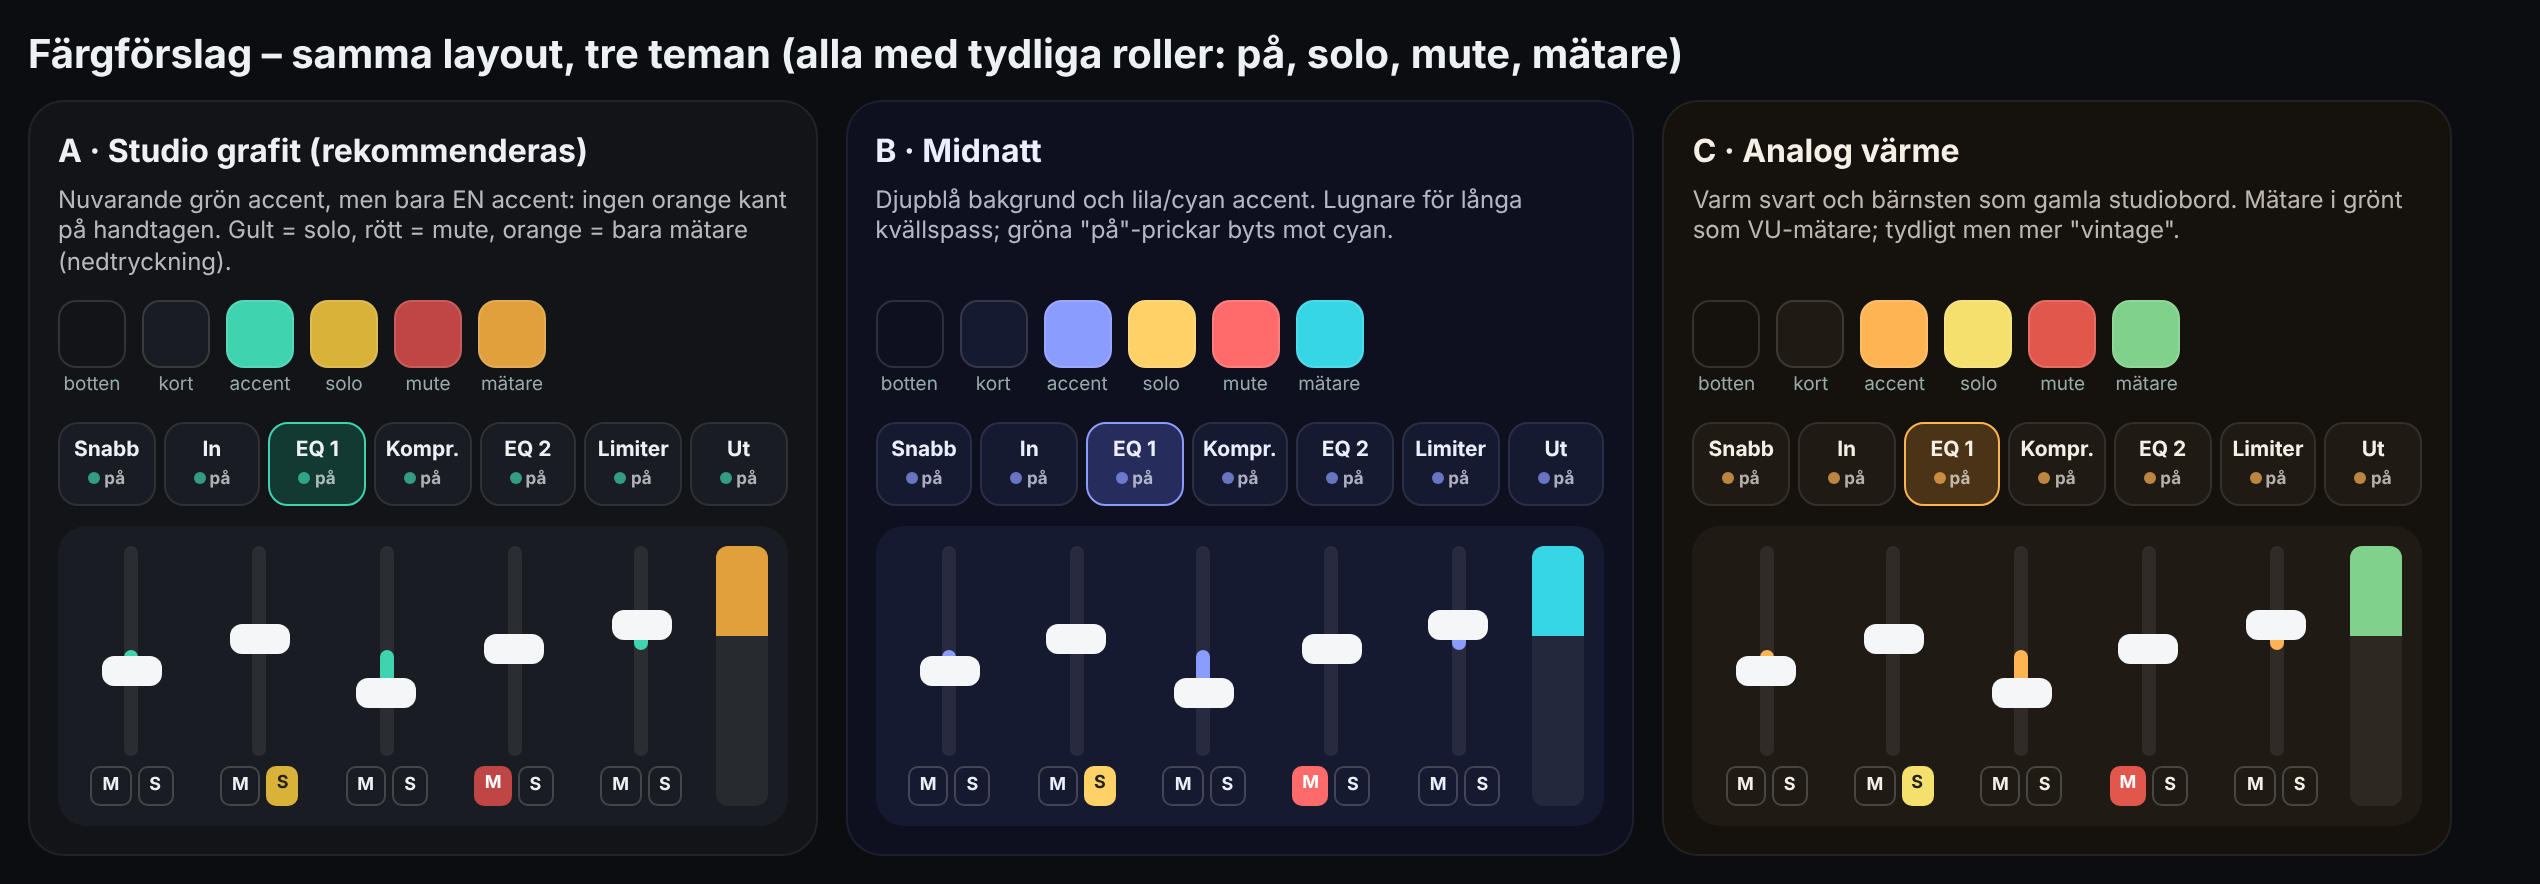 Färgförslag – samma layout, tre teman (alla med tydliga roller: på, solo, mute, mätare)
A · Studio grafit (rekommenderas)
Nuvarande grön accent, men bara EN accent: ingen orange kant
på handtagen. Gult = solo, rött = mute, orange = bara mätare
(nedtryckning).
botten kort accent solo mute mätare
Snabb In EQ 1 Kompr. EQ 2 Limiter Ut
på på på på på på på
M S M S M S M S M S
B · Midnatt
Djupblå bakgrund och lila/cyan accent. Lugnare för långa
kvällspass; gröna "på"-prickar byts mot cyan.
botten kort accent solo mute mätare
Snabb In EQ 1 Kompr. EQ 2 Limiter Ut
på på på på på på på
M S M S M S M S M S
C · Analog värme
Varm svart och bärnsten som gamla studiobord. Mätare i grönt
som VU-mätare; tydligt men mer "vintage".
botten kort accent solo mute mätare
Snabb In EQ 1 Kompr. EQ 2 Limiter Ut
på på på på på på på
M S M S M S M S M S